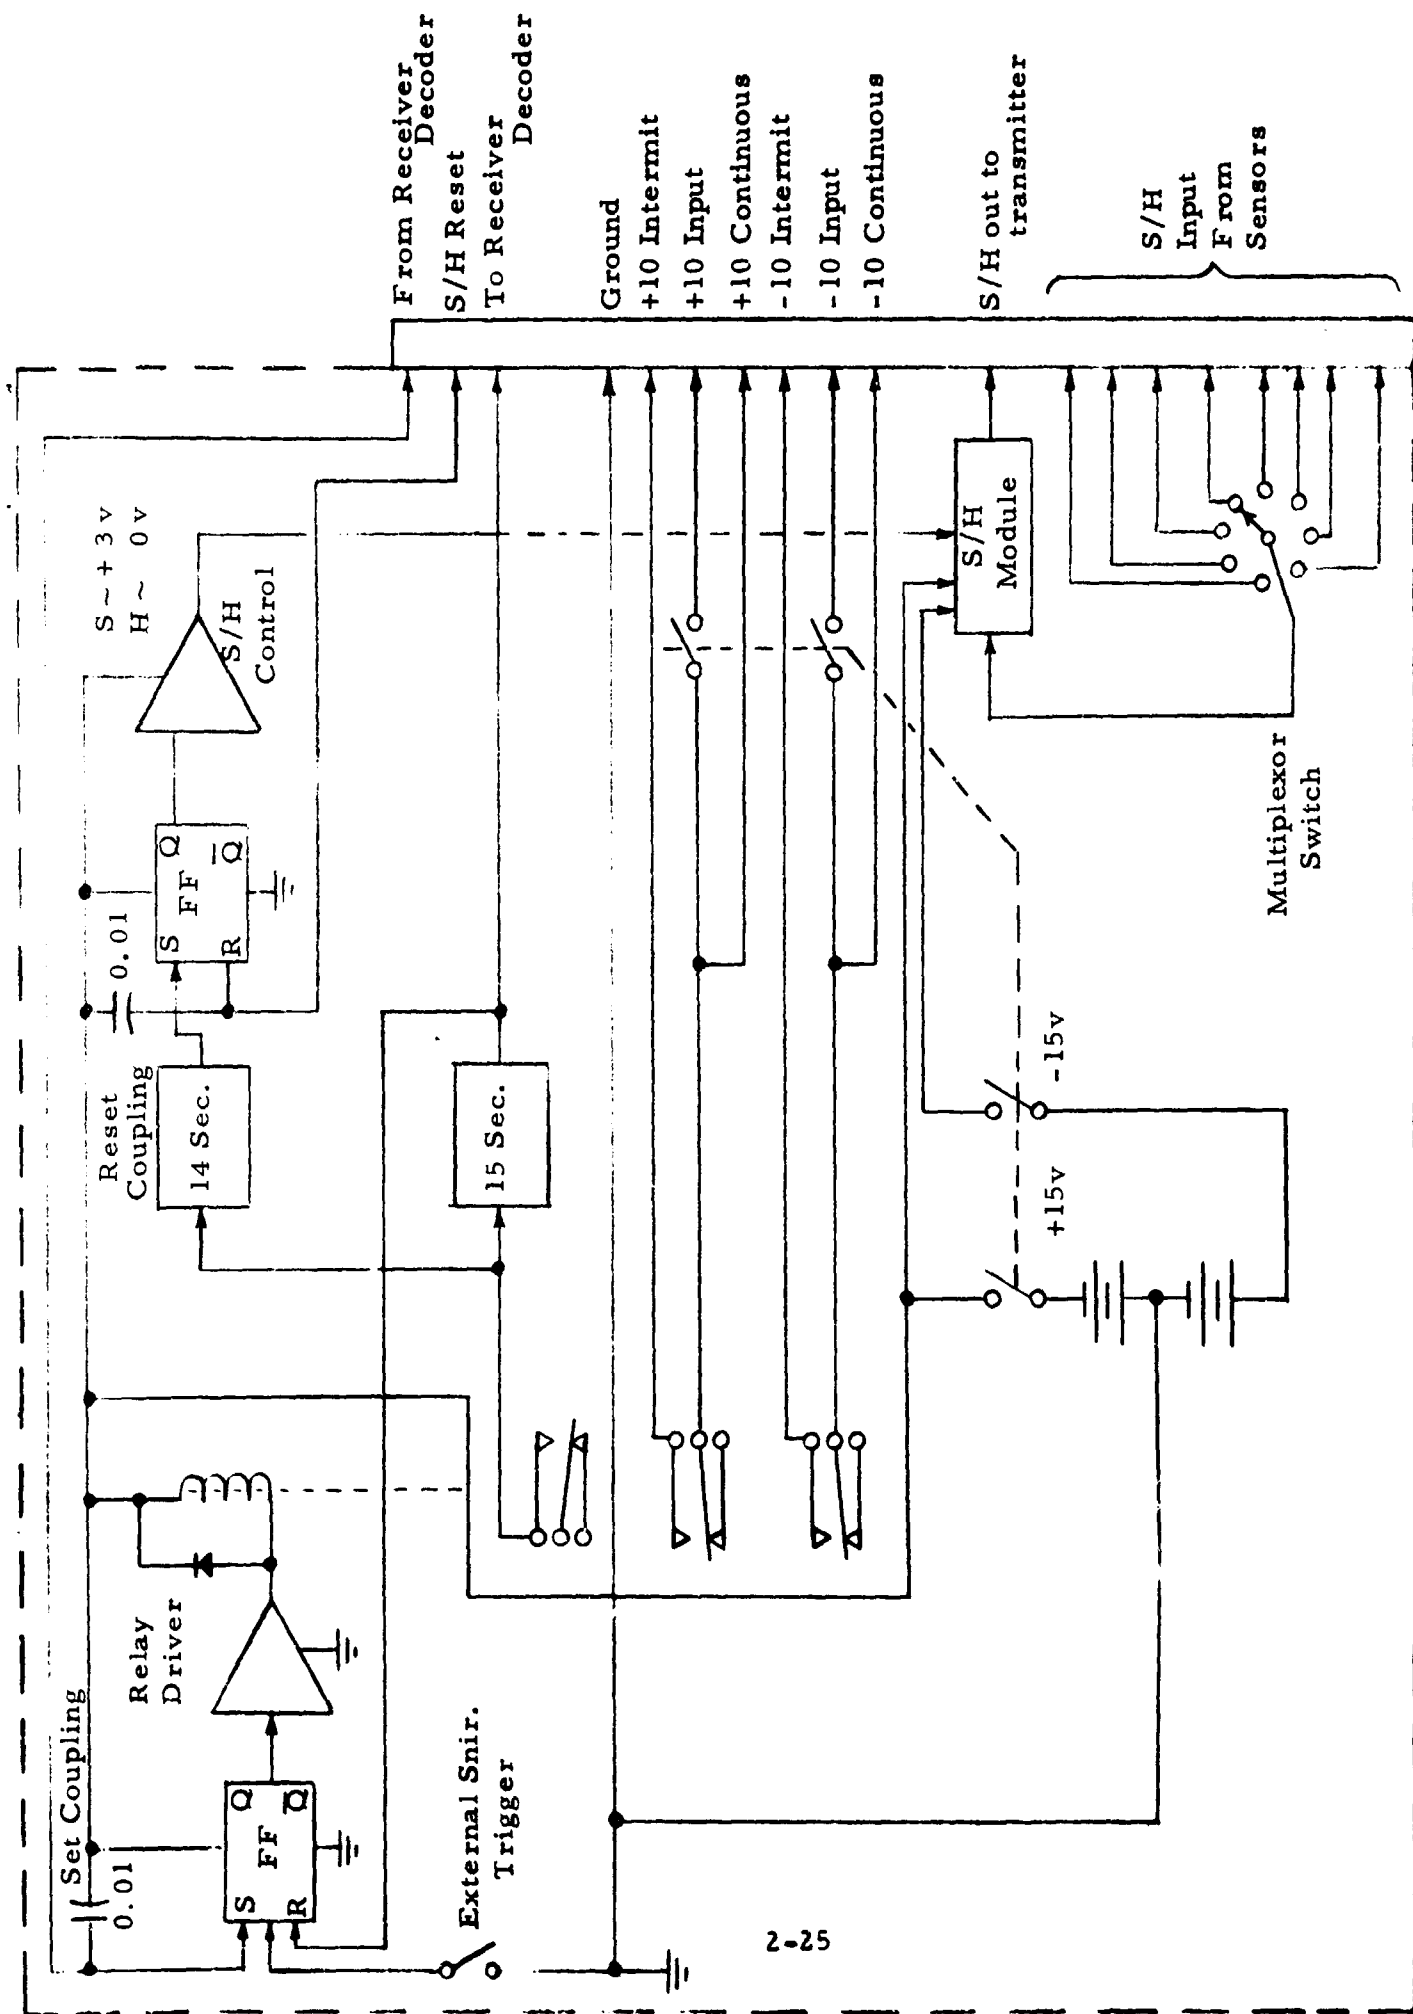 Set Coupling
0.01
S
Q
FF
R
Q
Relay
Driver
External Snir.
Trigger
Reset
Coupling
14 Sec.
0.01
S
Q
FF
R
Q
S ~ +3v
H ~ 0v
S/H
Control
15 Sec.
+15v
-15v
S/H
Module
Multiplexor
Switch
From Receiver
Decoder
S/H Reset
To Receiver
Decoder
Ground
+10 Intermit
+10 Input
+10 Continuous
-10 Intermit
-10 Input
-10 Continuous
S/H out to
transmitter
S/H
Input
From
Sensors
2-25